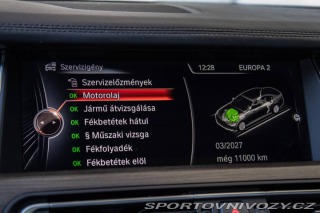 Szervizigény
12:28
EUROPA 2
Szervizelőzmények
OK Motorolaj
OK Jármű átvizsgálása
OK Fékbetétek hátul
OK § Műszaki vizsga
OK Fékfolyadék
OK Fékbetétek elöl
03/2027
még 11000 km
SPORTOVNIVOZY.CZ